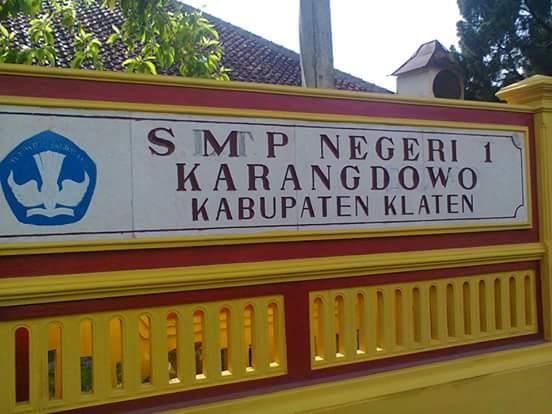 SMP NEGERI 1
KARANGDOWO
KABUPATEN KLATEN